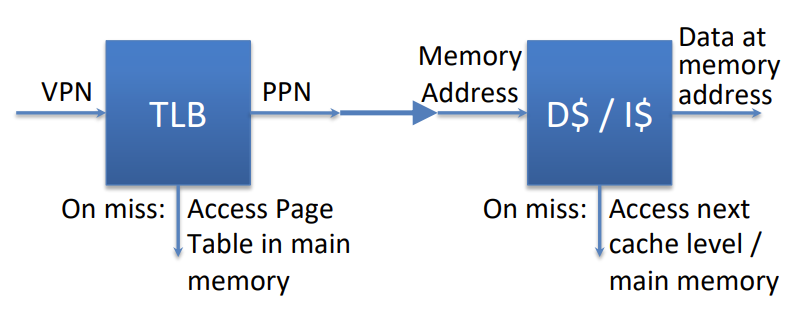 VPN
TLB
PPN
Memory
Address
D$ / I$
Data at
memory
address
On miss:
Access Page
Table in main
memory
On miss:
Access next
cache level /
main memory